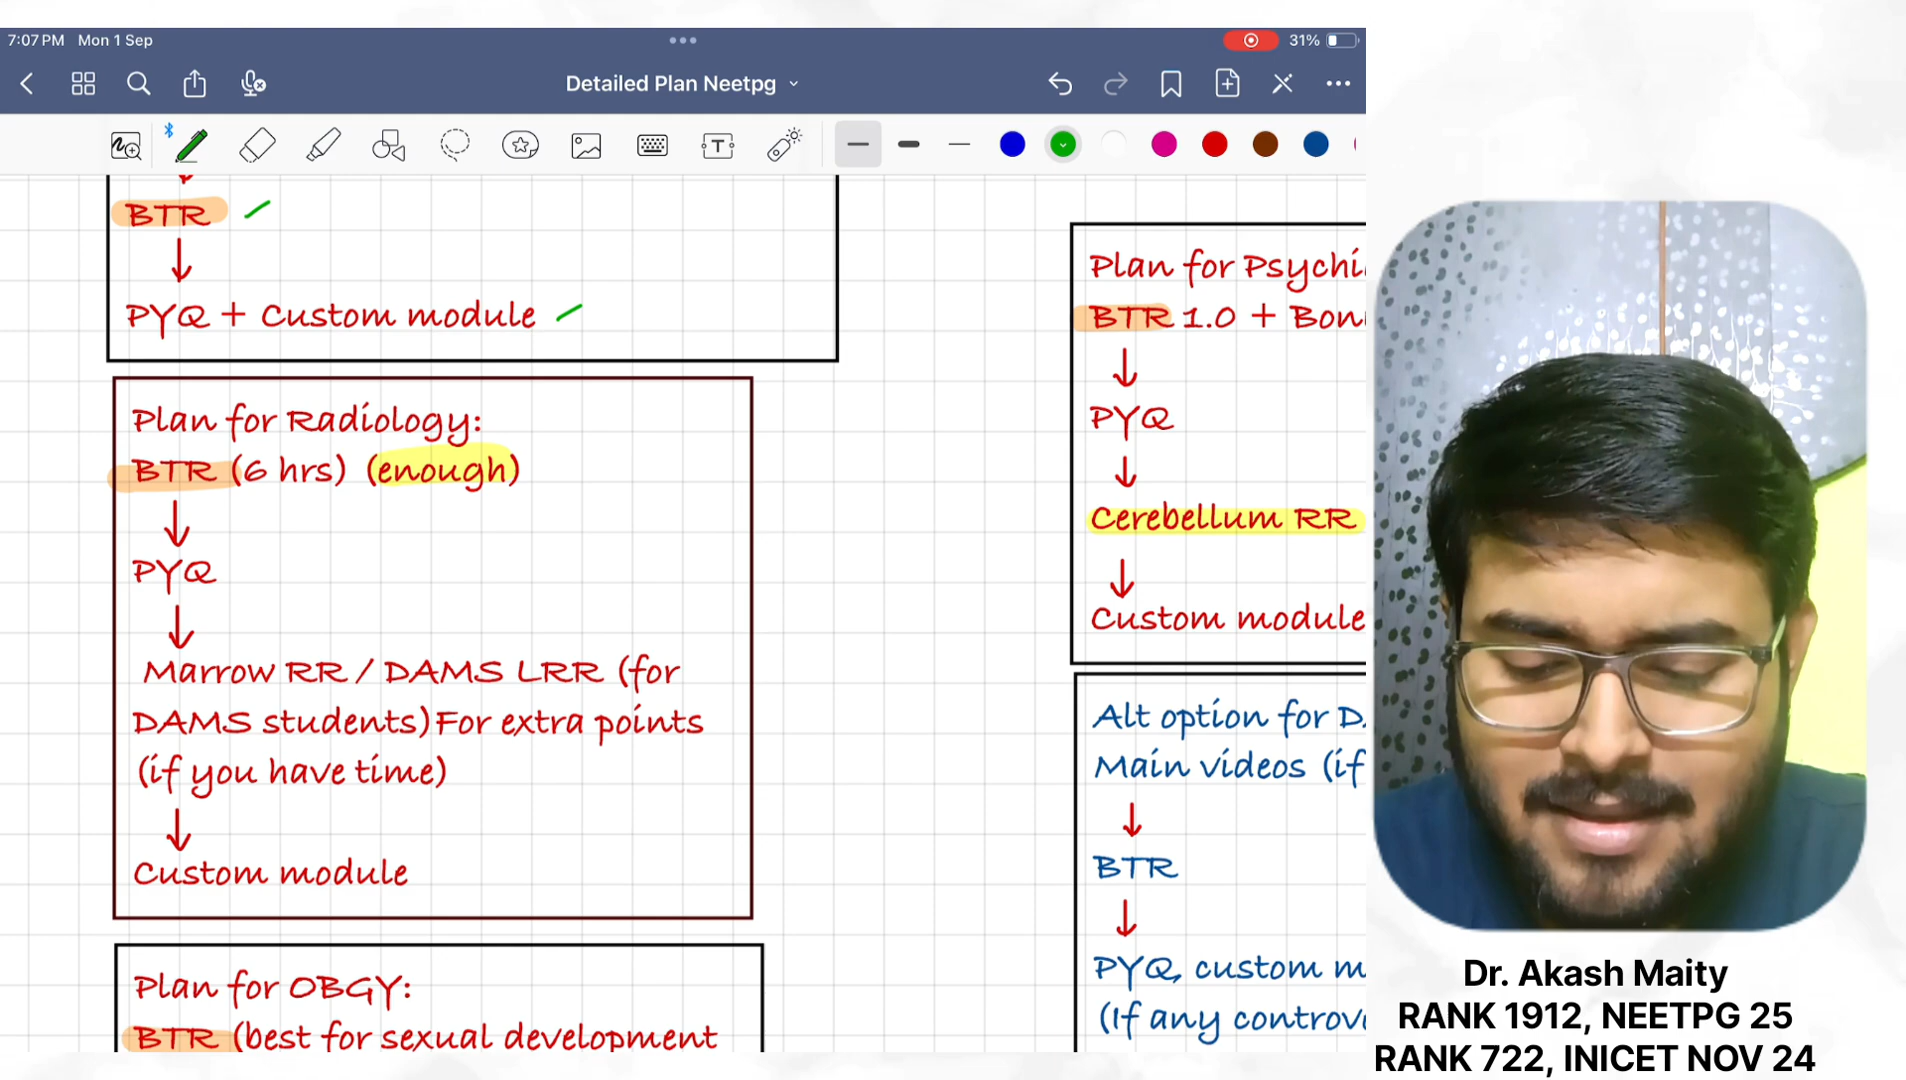 7:07 PM Mon 1 Sep
31%
Detailed Plan Neetpg
T
BTR
PYQ + Custom module
Plan for Radiology:
BTR (6 hrs) (enough)
PYQ
Marrow RR / DAMS LRR (for
DAMS students) For extra points
(if you have time)
Custom module
Plan for OBGY:
BTR (best for sexual development
Plan for Psychi
BTR 1.0 + Bon
PYQ
Cerebellum RR
Custom module
Alt option for D
Main videos (if
BTR
PYQ, custom m
(If any controv
Dr. Akash Maity
RANK 1912, NEETPG 25
RANK 722, INICET NOV 24